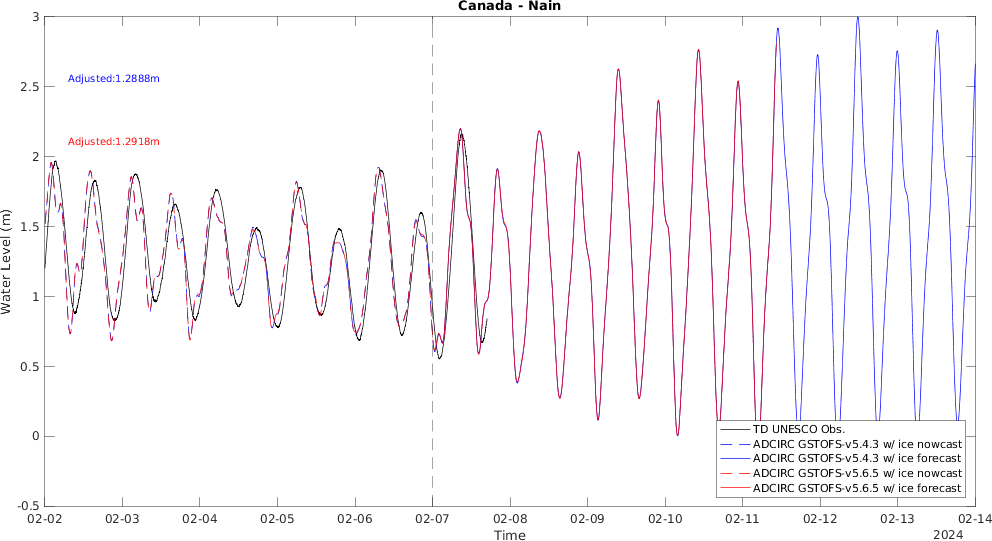 Canada - Nain
3
2.5
2
1.5
1
0.5
0
-0.5
Water Level (m)
Adjusted:1.2888m
Adjusted:1.2918m
TD UNESCO Obs.
ADCIRC GSTOFS-v5.4.3 w/ ice nowcast
ADCIRC GSTOFS-v5.4.3 w/ ice forecast
ADCIRC GSTOFS-v5.6.5 w/ ice nowcast
ADCIRC GSTOFS-v5.6.5 w/ ice forecast
02-02 02-03 02-04 02-05 02-06 02-07 02-08 02-09 02-10 02-11 02-12 02-13 02-14
Time
2024